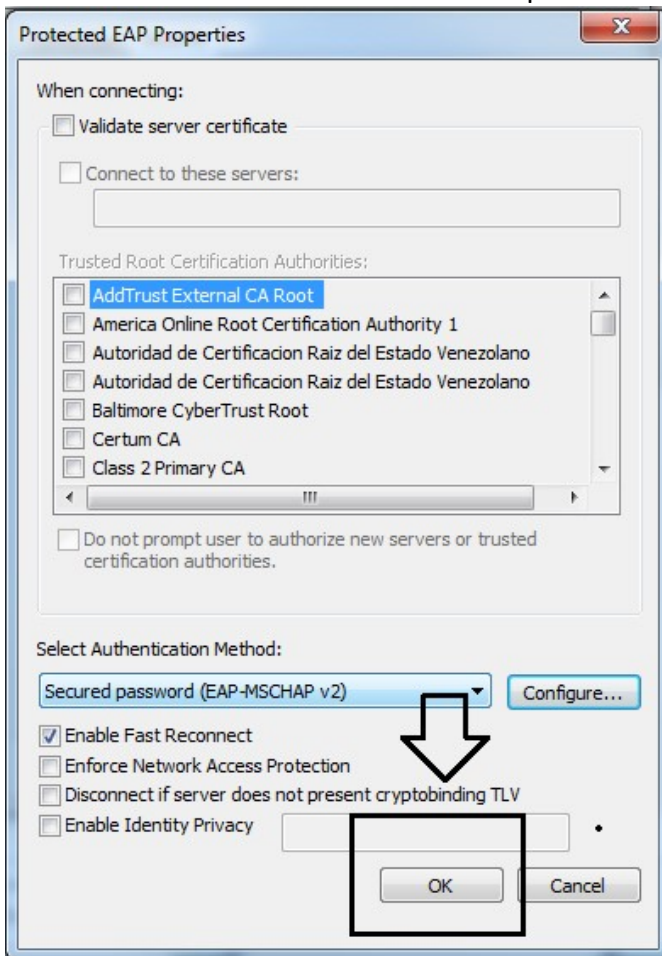 Protected EAP Properties
When connecting:
Validate server certificate
Connect to these servers:
Trusted Root Certification Authorities:
AddTrust External CA Root
America Online Root Certification Authority 1
Autoridad de Certificacion Raiz del Estado Venezolano
Autoridad de Certificacion Raiz del Estado Venezolano
Baltimore CyberTrust Root
Certum CA
Class 2 Primary CA
Do not prompt user to authorize new servers or trusted
certification authorities.
Select Authentication Method:
Secured password (EAP-MSCHAP v2) Configure...
Enable Fast Reconnect
Enforce Network Access Protection
Disconnect if server does not present cryptobinding TLV
Enable Identity Privacy
OK Cancel